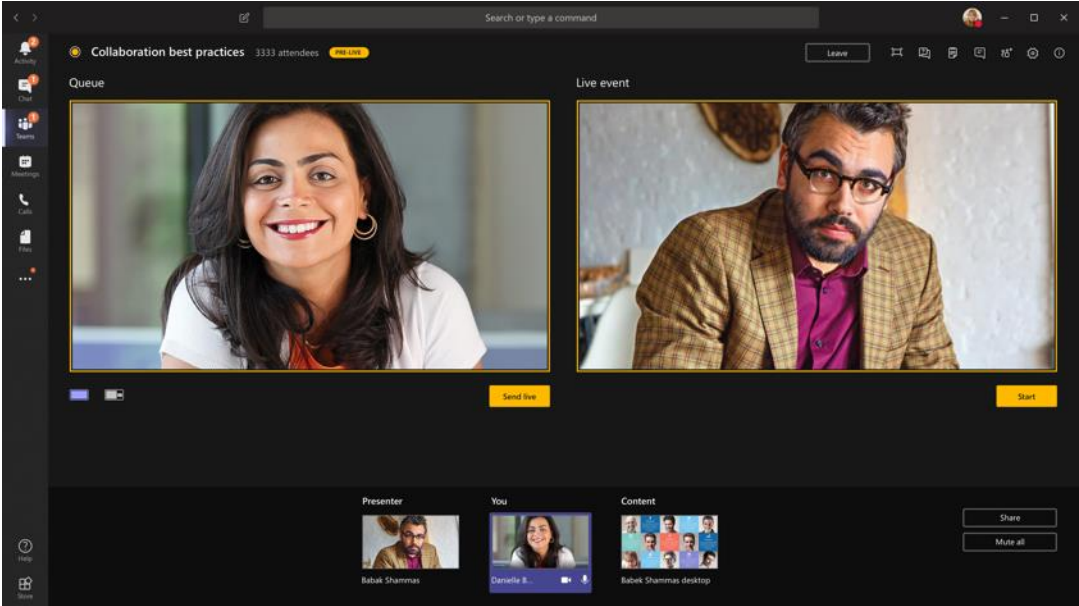 Search or type a command
Activity
Chat
Teams
Meetings
Calls
Files
Help
Store
Collaboration best practices 3333 attendees PRE-LIVE
Leave
Queue
Live event
Send live
Start
Presenter
You
Content
Babak Shammas
Danielle B...
Babek Shammas desktop
Share
Mute all